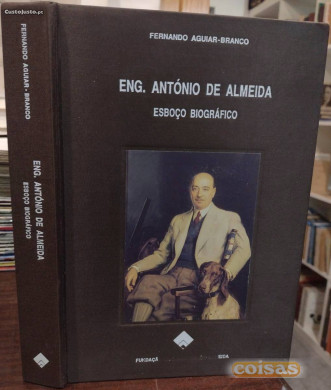 CustoJusto.pt
FERNANDO AGUIAR-BRANCO
ENG. ANTÓNIO DE ALMEIDA
ESBOÇO BIOGRÁFICO
FERNANDO AGUIAR-BRANCO
ENG. ANTÓNIO DE ALMEIDA
ESBOÇO BIOGRÁFICO
coisas